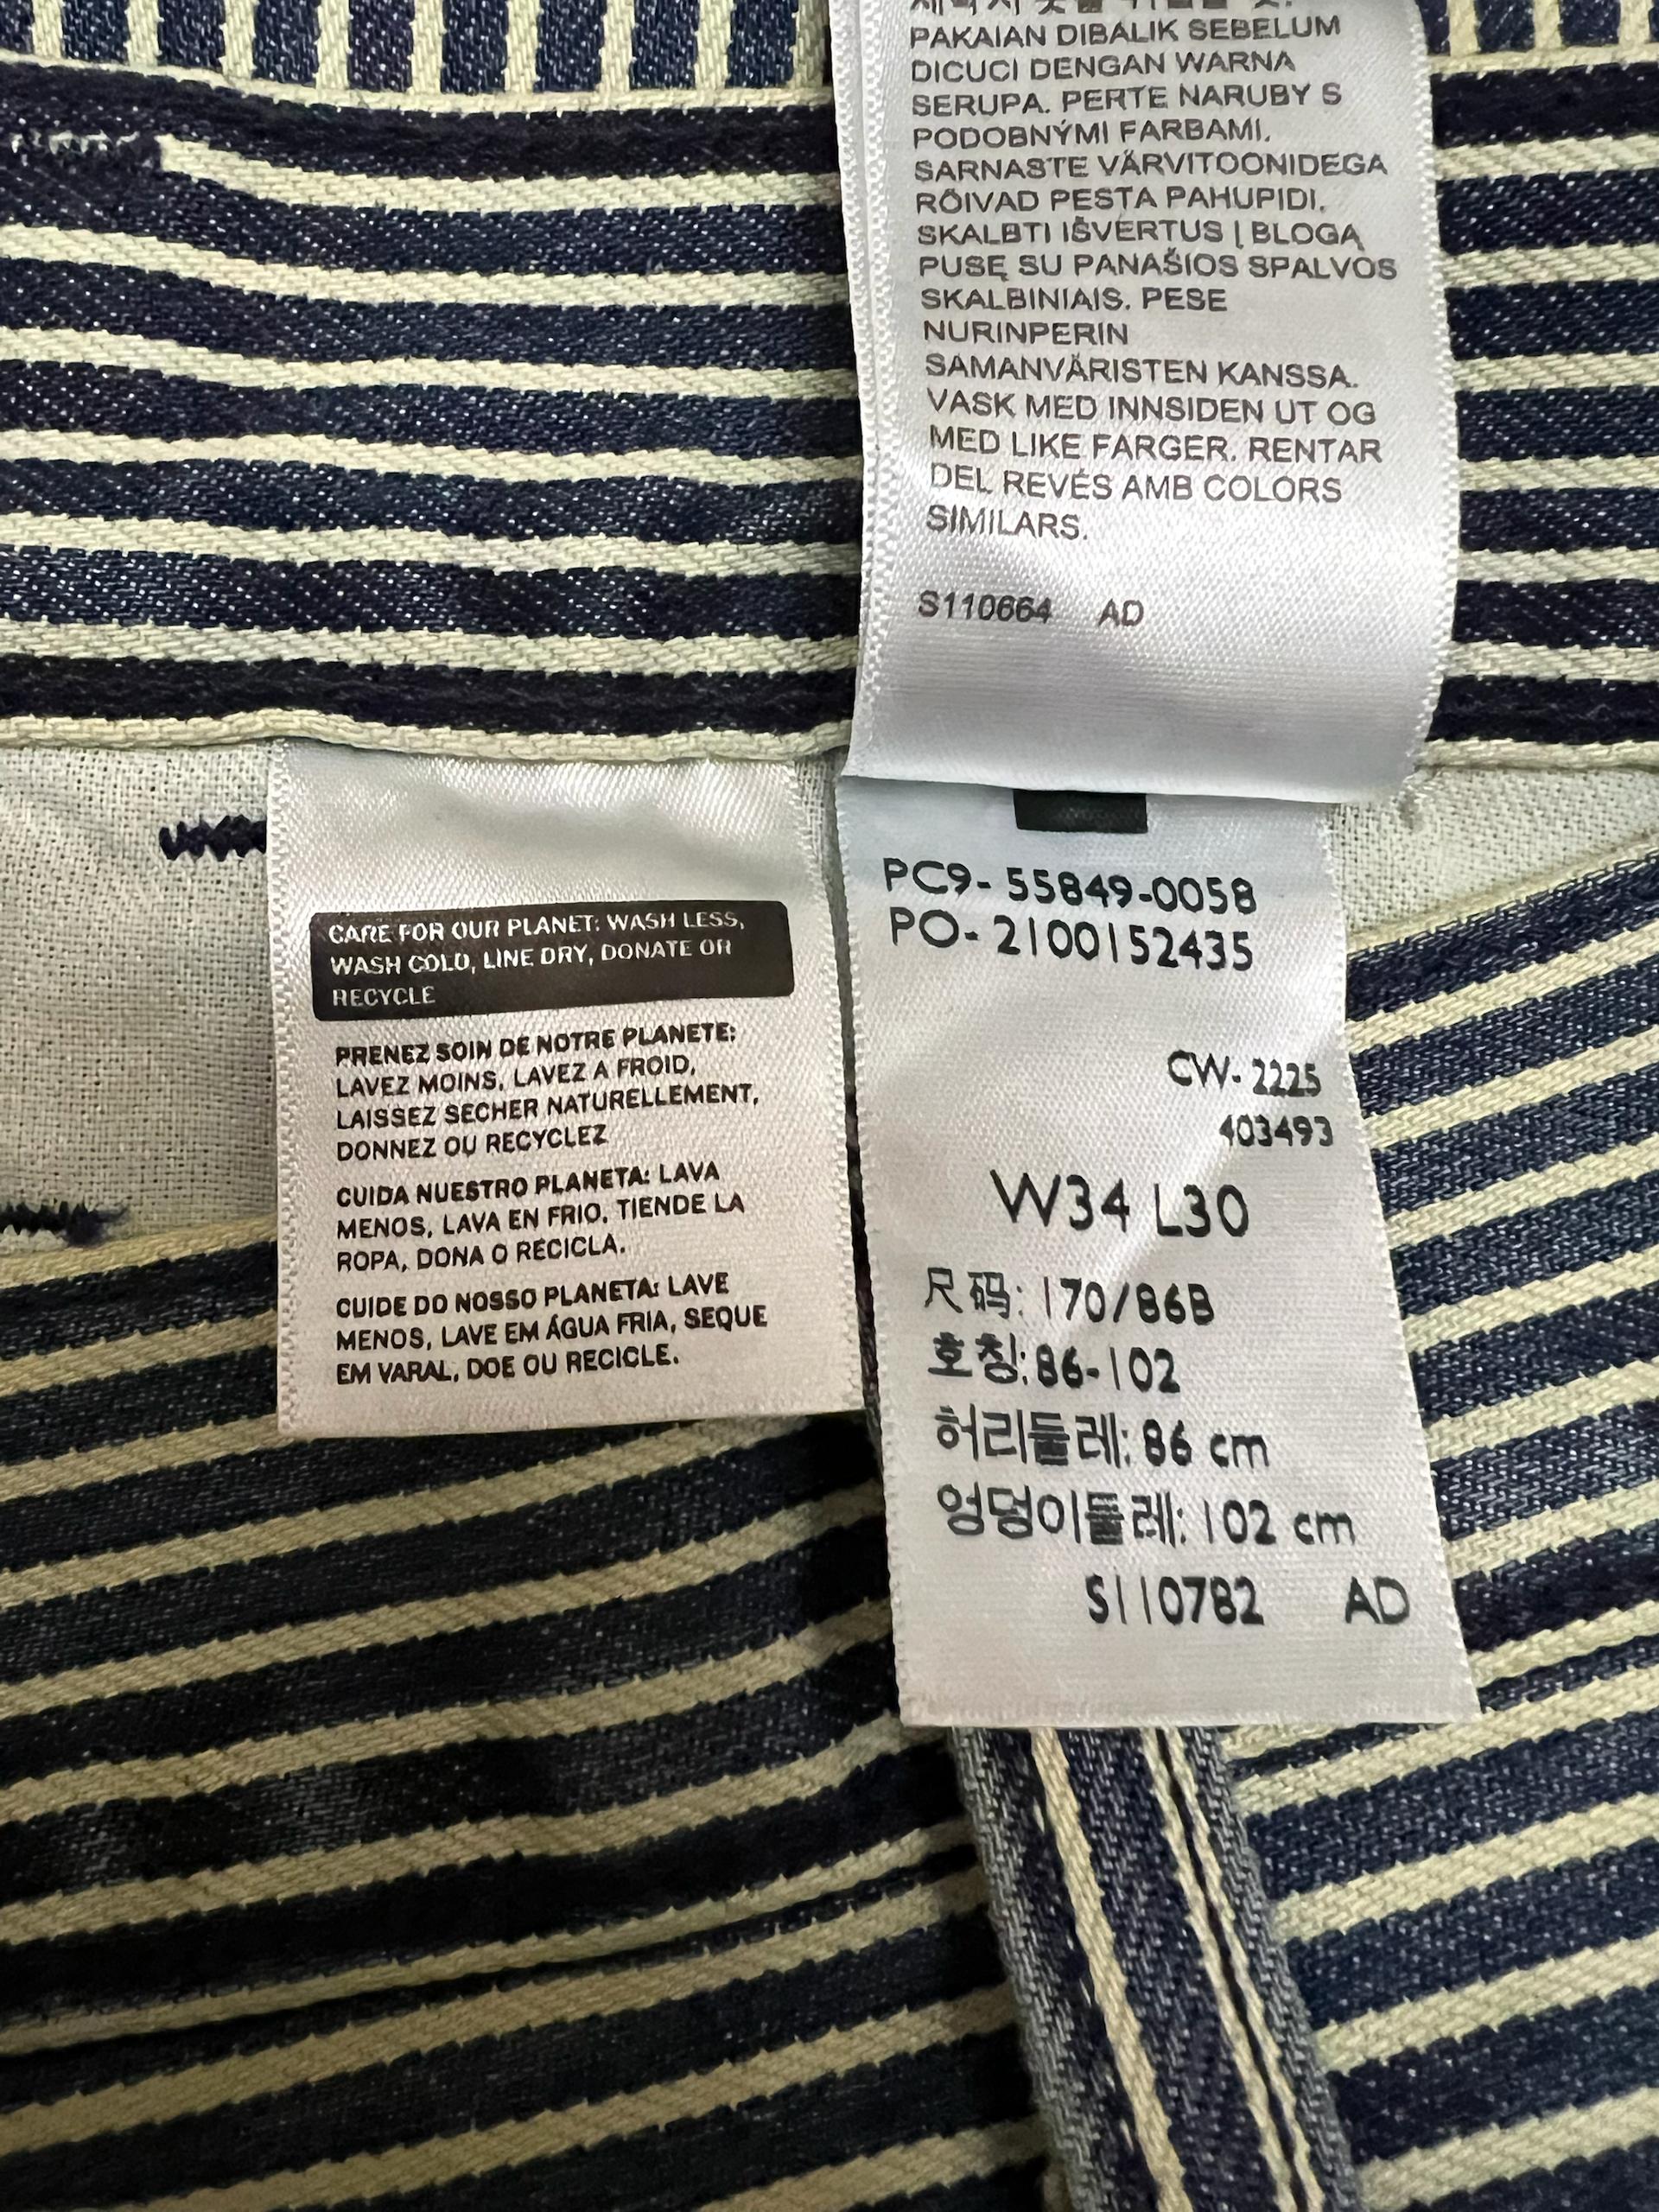 PAKAIAN DIBALIK SEBELUM
DICUCI DENGAN WARNA
SERUPA. PERTE NARUBY S
PODOBNÝMI FARBAMI.
SARNASTE VÄRVITOONIDEGA
RÕIVAD PESTA PAHUPIDI.
SKALBTI IŠVERTUS Į BLOGĄ
PUSĘ SU PANAŠIOS SPALVOS
SKALBINIAIS. PESE
NURINPERIN
SAMANVÄRISTEN KANSSA.
VASK MED INNSIDEN UT OG
MED LIKE FARGER. RENTAR
DEL REVÉS AMB COLORS
SIMILARS.
S110664 AD
CARE FOR OUR PLANET: WASH LESS,
WASH COLD, LINE DRY, DONATE OR
RECYCLE
PRENEZ SOIN DE NOTRE PLANETE:
LAVEZ MOINS, LAVEZ A FROID,
LAISSEZ SECHER NATURELLEMENT,
DONNEZ OU RECYCLEZ
CUIDA NUESTRO PLANETA: LAVA
MENOS, LAVA EN FRIO, TIENDE LA
ROPA, DONA O RECICLA.
CUIDE DO NOSSO PLANETA: LAVE
MENOS, LAVE EM ÁGUA FRIA, SEQUE
EM VARAL, DOE OU RECICLE.
PC9-55849-0058
PO-2100152435
CW-2225
403493
W34 L30
尺码: 170/86B
호칭: 86-102
허리둘레: 86 cm
엉덩이둘레: 102 cm
S110782 AD